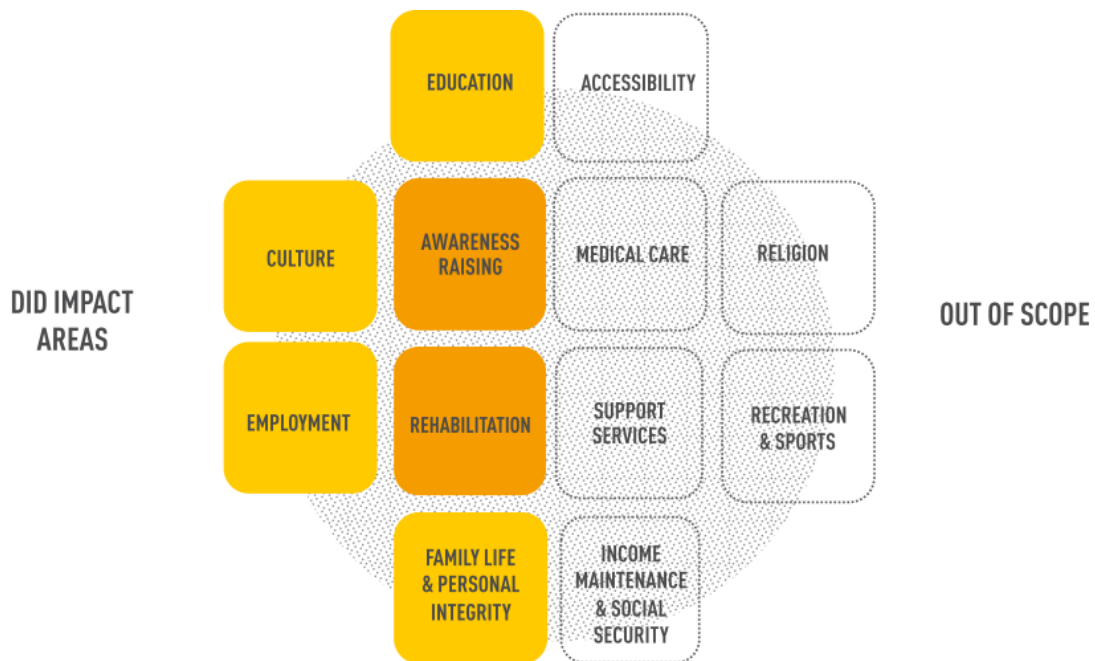 EDUCATION
ACCESSIBILITY
AWARENESS
RAISING
CULTURE
MEDICAL CARE
RELIGION
DID IMPACT
AREAS
OUT OF SCOPE
EMPLOYMENT
REHABILITATION
SUPPORT
SERVICES
RECREATION
& SPORTS
FAMILY LIFE
& PERSONAL
INTEGRITY
INCOME
MAINTENANCE
& SOCIAL
SECURITY